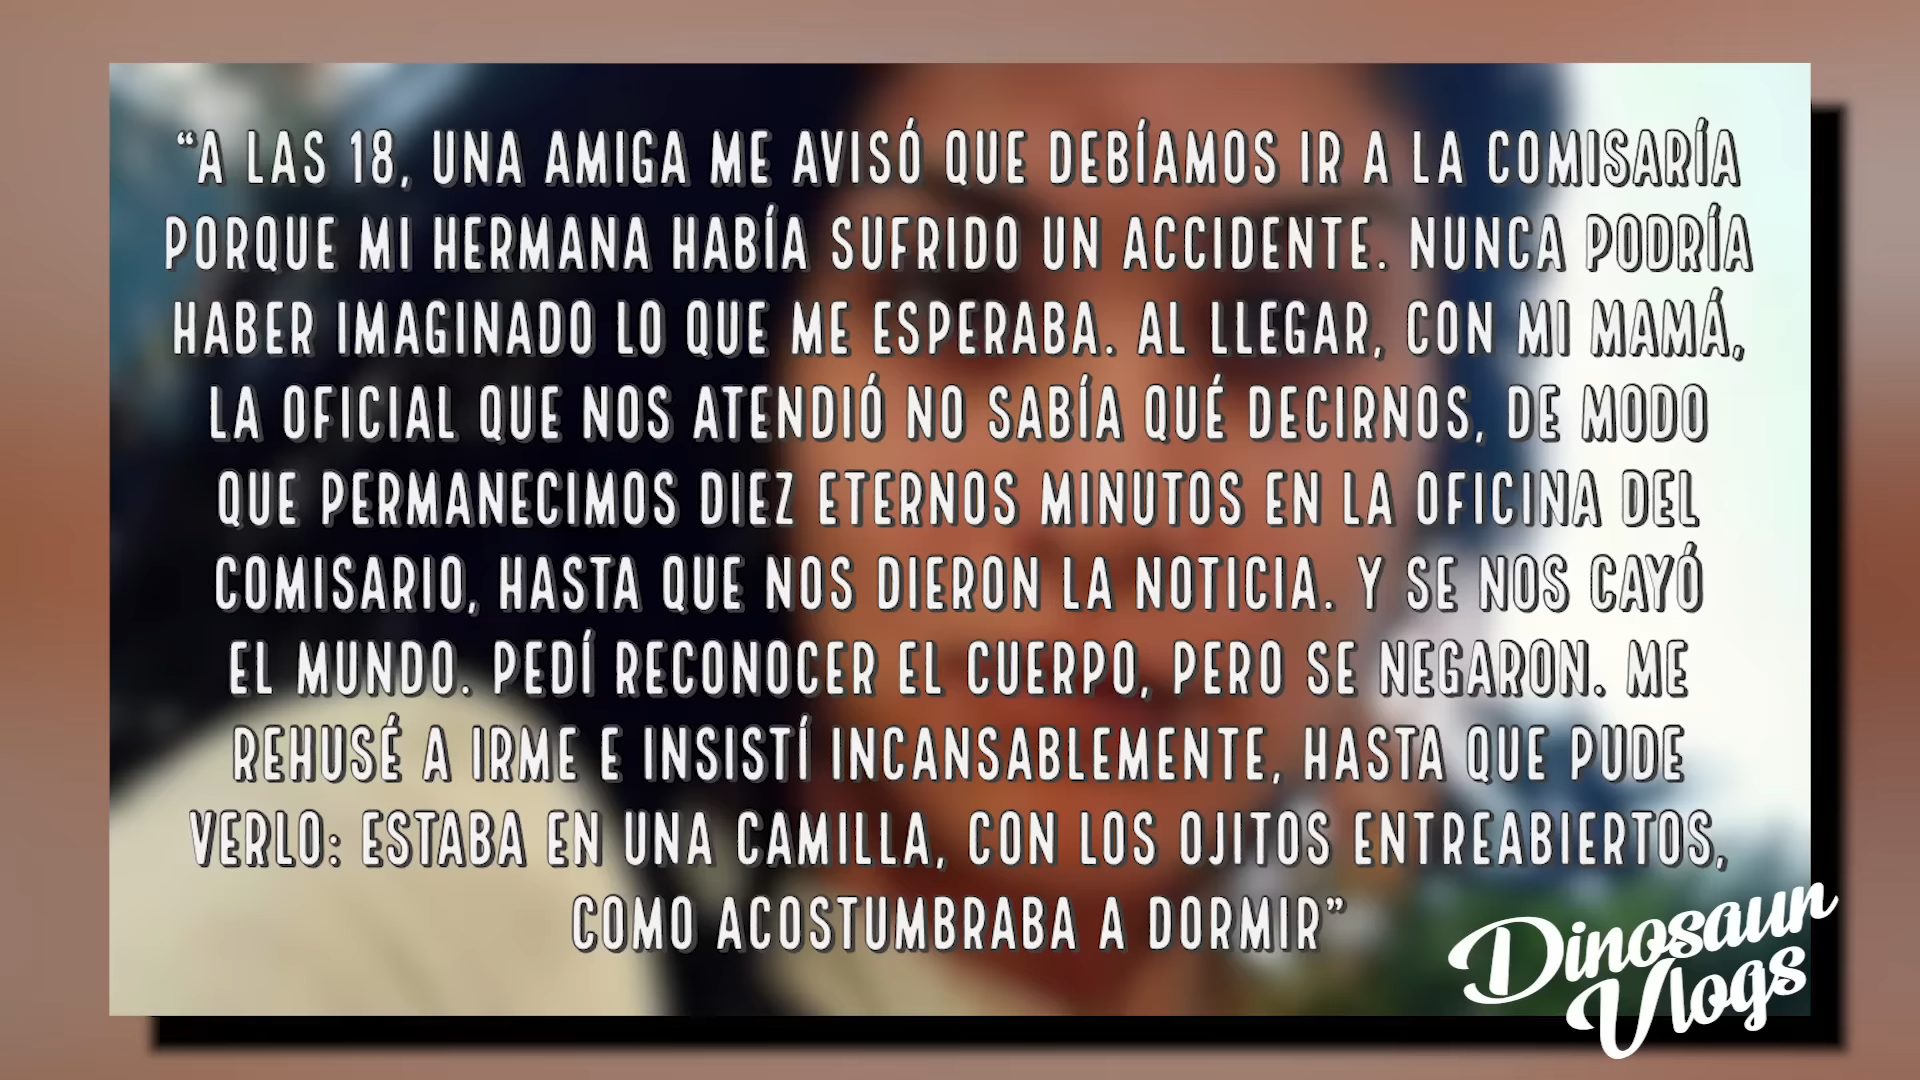 “A LAS 18, UNA AMIGA ME AVISÓ QUE DEBÍAMOS IR A LA COMISARÍA
PORQUE MI HERMANA HABÍA SUFRIDO UN ACCIDENTE. NUNCA PODRÍA
HABER IMAGINADO LO QUE ME ESPERABA. AL LLEGAR, CON MI MAMÁ,
LA OFICIAL QUE NOS ATENDIÓ NO SABÍA QUÉ DECIRNOS, DE MODO
QUE PERMANECIMOS DIEZ ETERNOS MINUTOS EN LA OFICINA DEL
COMISARIO, HASTA QUE NOS DIERON LA NOTICIA. Y SE NOS CAYÓ
EL MUNDO. PEDÍ RECONOCER EL CUERPO, PERO SE NEGARON. ME
REHUSÉ A IRME E INSISTÍ INCANSABLEMENTE, HASTA QUE PUDE
VERLO: ESTABA EN UNA CAMILLA, CON LOS OJITOS ENTREABIERTOS,
COMO ACOSTUMBRABA A DORMIR”
Dinosaun
Vlogs